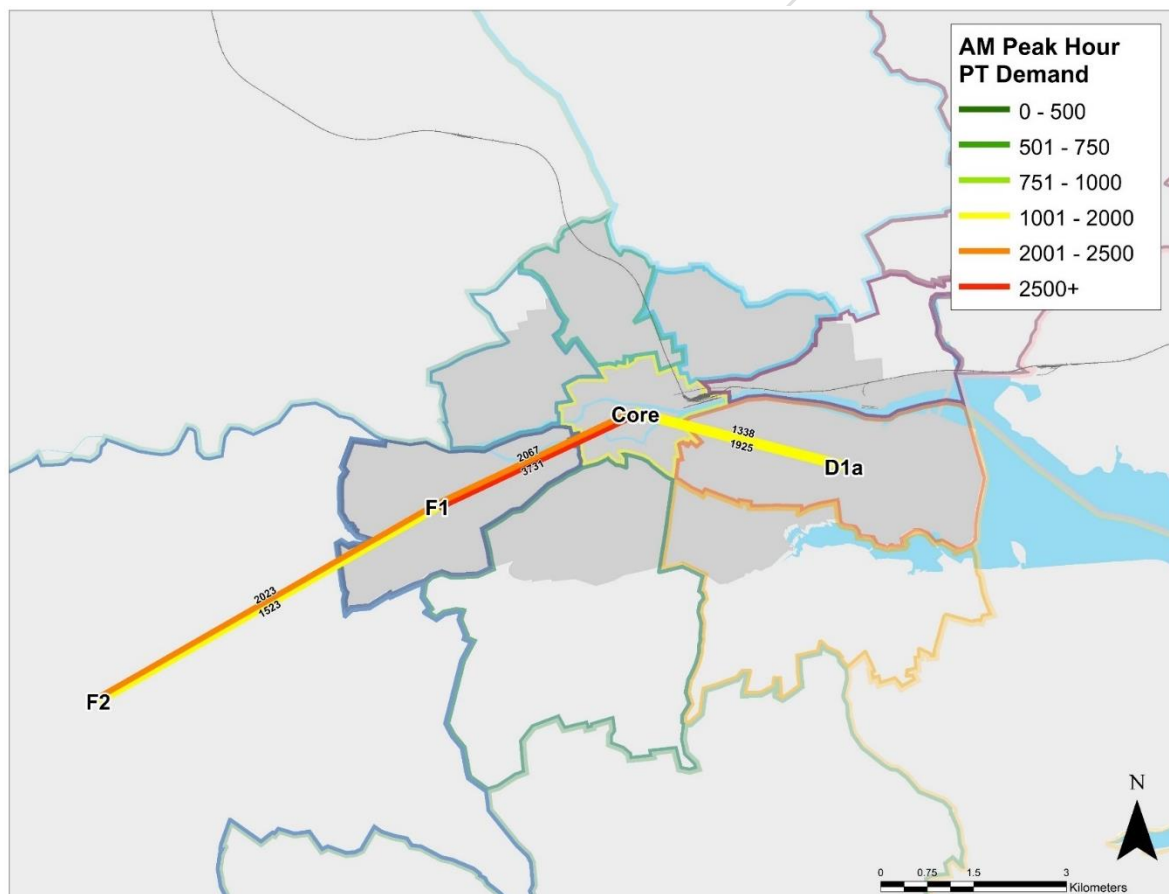 AM Peak Hour
PT Demand
0 - 500
501 - 750
751 - 1000
1001 - 2000
2001 - 2500
2500+
Core
1338
1925
D1a
2067
3731
F1
2023
1523
F2
N
0 0.75 1.5 3
Kilometers